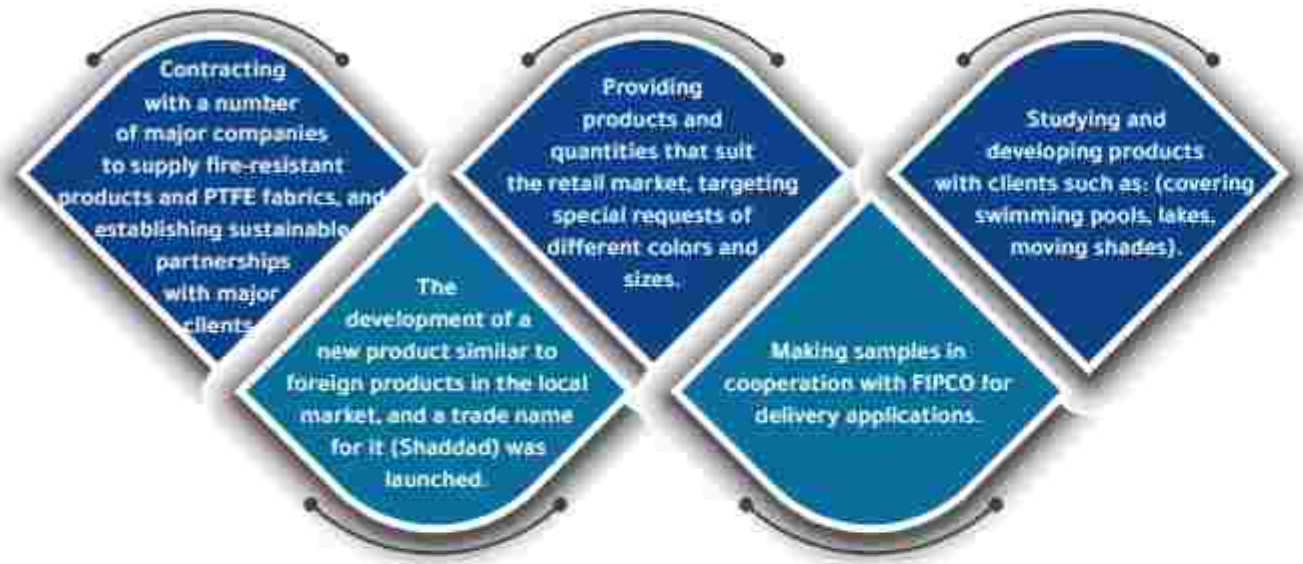 Contracting
with a number
of major companies
to supply fire-resistant
products and PTFE fabrics, and
establishing sustainable
partnerships
with major
clients
The
development of a
new product similar to
foreign products in the local
market, and a trade name
for it (Shaddad) was
launched.
Providing
products and
quantities that suit
the retail market, targeting
special requests of
different colors and
sizes.
Making samples in
cooperation with FIPCO for
delivery applications.
Studying and
developing products
with clients such as: (covering
swimming pools, lakes,
moving shades).